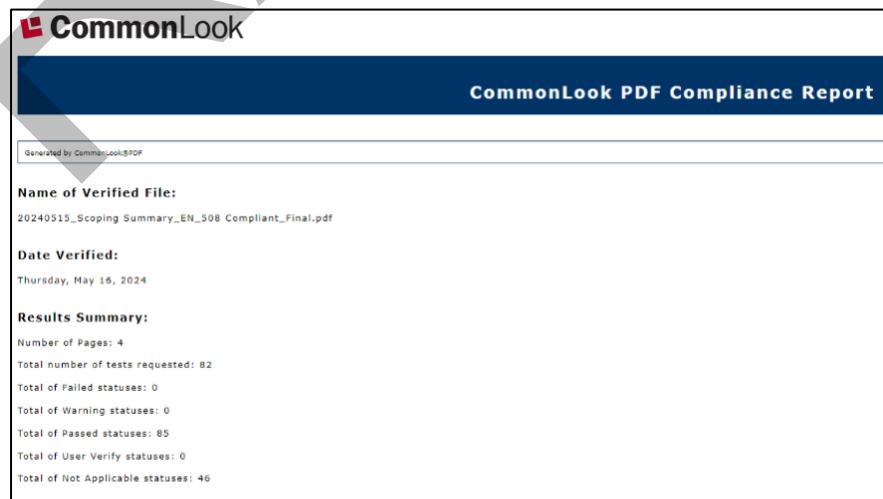 CommonLook
CommonLook PDF Compliance Report
Generated by CommonLook®PDF
Name of Verified File:
20240515_Scoping Summary_EN_508 Compliant_Final.pdf
Date Verified:
Thursday, May 16, 2024
Results Summary:
Number of Pages: 4
Total number of tests requested: 82
Total of Failed statuses: 0
Total of Warning statuses: 0
Total of Passed statuses: 85
Total of User Verify statuses: 0
Total of Not Applicable statuses: 46